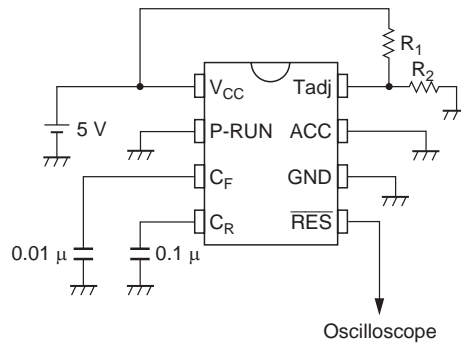 R1
R2
VCC
Tadj
5 V
P-RUN
ACC
CF
GND
CR
RES
0.01 µ
0.1 µ
Oscilloscope